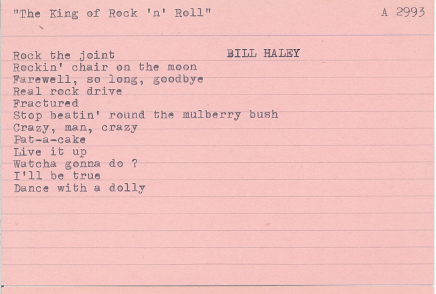 "The King of Rock 'n' Roll" A 2993
Rock the joint BILL HALEY
Rockin' chair on the moon
Farewell, so long, goodbye
Real rock drive
Fractured
Stop beatin' round the mulberry bush
Crazy, man, crazy
Pat-a-cake
Live it up
Watcha gonna do ?
I'll be true
Dance with a dolly